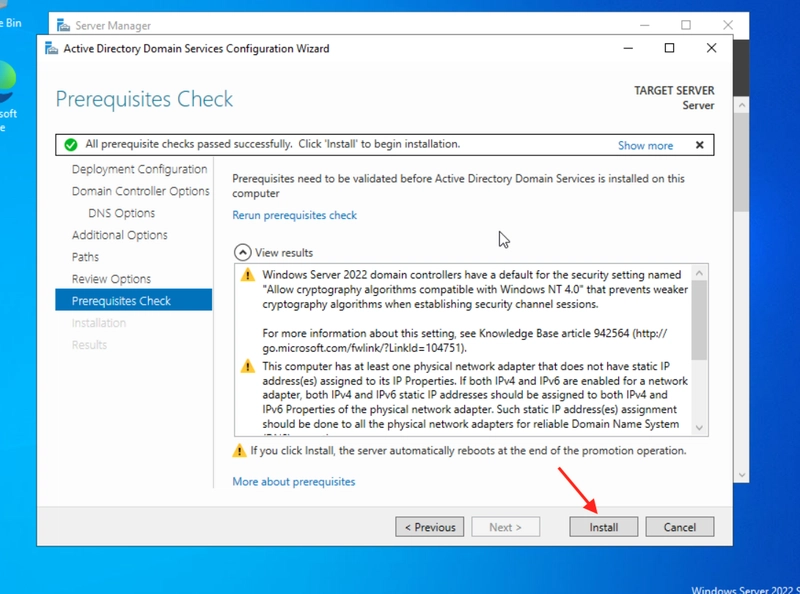 e Bin
Server Manager
Active Directory Domain Services Configuration Wizard
soft
e
Prerequisites Check
TARGET SERVER
Server
All prerequisite checks passed successfully. Click 'Install' to begin installation.
Show more
Deployment Configuration
Domain Controller Options
DNS Options
Additional Options
Paths
Review Options
Prerequisites Check
Installation
Results
Prerequisites need to be validated before Active Directory Domain Services is installed on this
computer
Rerun prerequisites check
View results
Windows Server 2022 domain controllers have a default for the security setting named
"Allow cryptography algorithms compatible with Windows NT 4.0" that prevents weaker
cryptography algorithms when establishing security channel sessions.
For more information about this setting, see Knowledge Base article 942564 (http://
go.microsoft.com/fwlink/?LinkId=104751).
This computer has at least one physical network adapter that does not have static IP
address(es) assigned to its IP Properties. If both IPv4 and IPv6 are enabled for a network
adapter, both IPv4 and IPv6 static IP addresses should be assigned to both IPv4 and
IPv6 Properties of the physical network adapter. Such static IP address(es) assignment
should be done to all the physical network adapters for reliable Domain Name System
If you click Install, the server automatically reboots at the end of the promotion operation.
More about prerequisites
< Previous
Next >
Install
Cancel
Windows Server 2022 S